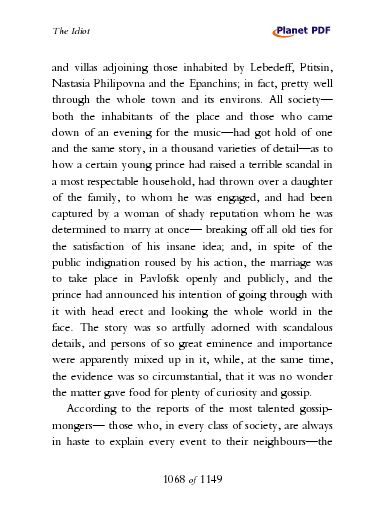 The Idiot
Planet PDF
and villas adjoining those inhabited by Lebedeff, Ptitsin,
Nastasia Philipovna and the Epanchins; in fact, pretty well
through the whole town and its environs. All society—
both the inhabitants of the place and those who came
down of an evening for the music—had got hold of one
and the same story, in a thousand varieties of detail—as to
how a certain young prince had raised a terrible scandal in
a most respectable household, had thrown over a daughter
of the family, to whom he was engaged, and had been
captured by a woman of shady reputation whom he was
determined to marry at once— breaking off all old ties for
the satisfaction of his insane idea; and, in spite of the
public indignation roused by his action, the marriage was
to take place in Pavlofsk openly and publicly, and the
prince had announced his intention of going through with
it with head erect and looking the whole world in the
face. The story was so artfully adorned with scandalous
details, and persons of so great eminence and importance
were apparently mixed up in it, while, at the same time,
the evidence was so circumstantial, that it was no wonder
the matter gave food for plenty of curiosity and gossip.
According to the reports of the most talented gossip-
mongers— those who, in every class of society, are always
in haste to explain every event to their neighbours—the
1068 of 1149